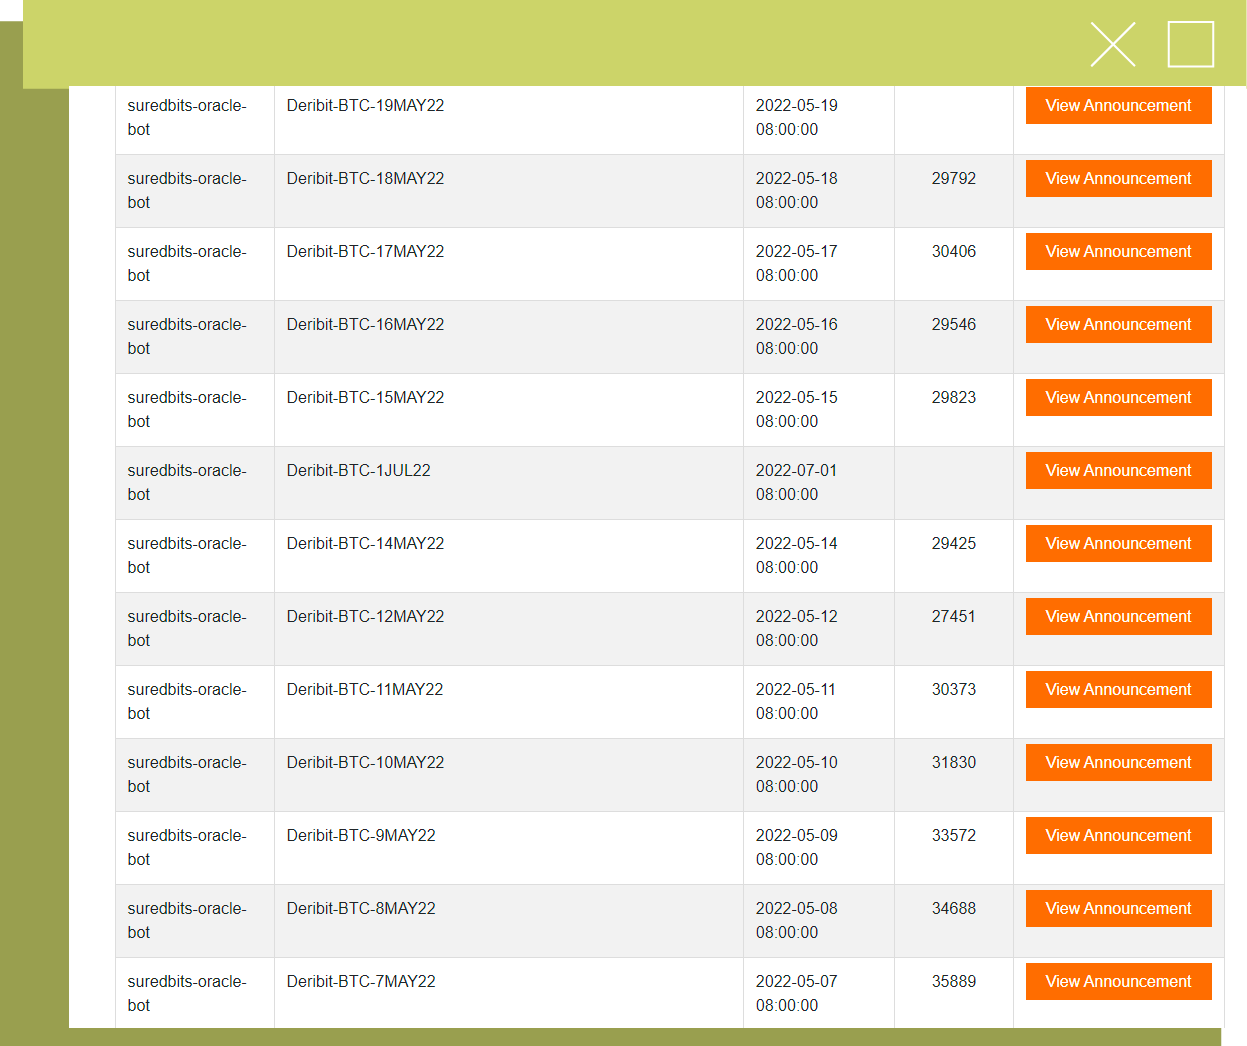 suredbits-oracle- Deribit-BTC-19MAY22 2022-05-19 View Announcement
bot 08:00:00
suredbits-oracle- Deribit-BTC-18MAY22 2022-05-18 29792 View Announcement
bot 08:00:00
suredbits-oracle- Deribit-BTC-17MAY22 2022-05-17 30406 View Announcement
bot 08:00:00
suredbits-oracle- Deribit-BTC-16MAY22 2022-05-16 29546 View Announcement
bot 08:00:00
suredbits-oracle- Deribit-BTC-15MAY22 2022-05-15 29823 View Announcement
bot 08:00:00
suredbits-oracle- Deribit-BTC-1JUL22 2022-07-01 View Announcement
bot 08:00:00
suredbits-oracle- Deribit-BTC-14MAY22 2022-05-14 29425 View Announcement
bot 08:00:00
suredbits-oracle- Deribit-BTC-12MAY22 2022-05-12 27451 View Announcement
bot 08:00:00
suredbits-oracle- Deribit-BTC-11MAY22 2022-05-11 30373 View Announcement
bot 08:00:00
suredbits-oracle- Deribit-BTC-10MAY22 2022-05-10 31830 View Announcement
bot 08:00:00
suredbits-oracle- Deribit-BTC-9MAY22 2022-05-09 33572 View Announcement
bot 08:00:00
suredbits-oracle- Deribit-BTC-8MAY22 2022-05-08 34688 View Announcement
bot 08:00:00
suredbits-oracle- Deribit-BTC-7MAY22 2022-05-07 35889 View Announcement
bot 08:00:00